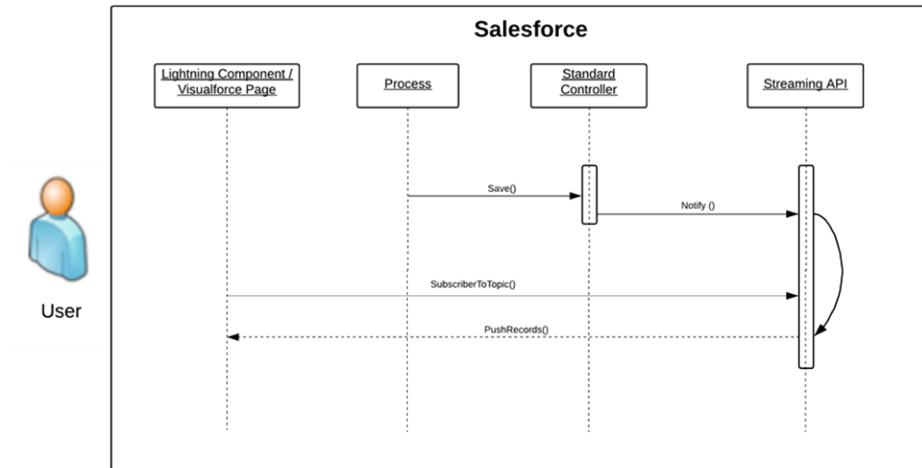 Salesforce
Lightning Component /
Visualforce Page
Process
Standard
Controller
Streaming API
Save()
Notify ()
SubscriberToTopic()
PushRecords()
User